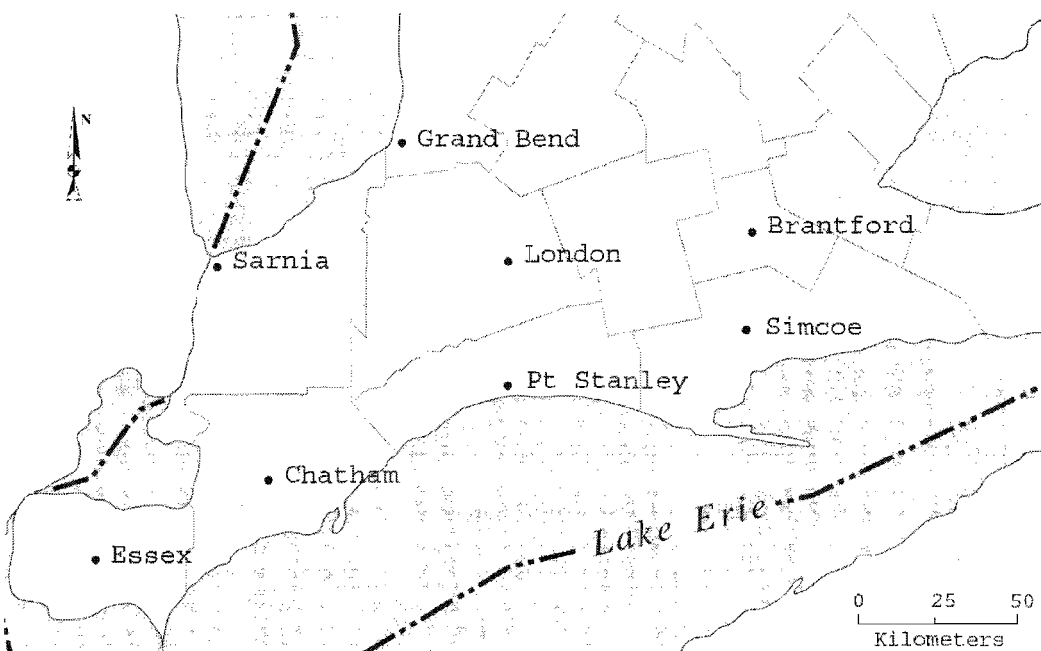 N
Grand Bend
Brantford
Sarnia
London
Simcoe
Pt Stanley
Chatham
Lake Erie
Essex
0 25 50
Kilometers